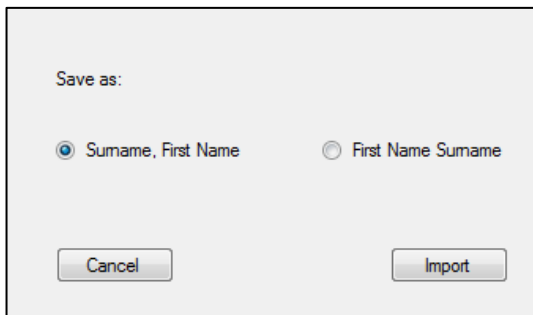 Save as:
Surname, First Name
First Name Surname
Cancel
Import